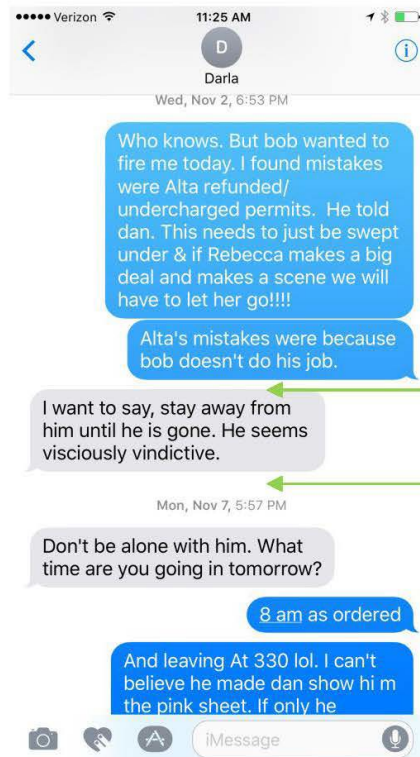 Verizon 11:25 AM
D
Darla
Wed, Nov 2, 6:53 PM
Who knows. But bob wanted to
fire me today. I found mistakes
were Alta refunded/
undercharged permits. He told
dan. This needs to just be swept
under & if Rebecca makes a big
deal and makes a scene we will
have to let her go!!!!
Alta's mistakes were because
bob doesn't do his job.
I want to say, stay away from
him until he is gone. He seems
visciously vindictive.
Mon, Nov 7, 5:57 PM
Don't be alone with him. What
time are you going in tomorrow?
8 am as ordered
And leaving At 330 lol. I can't
believe he made dan show hi m
the pink sheet. If only he
iMessage